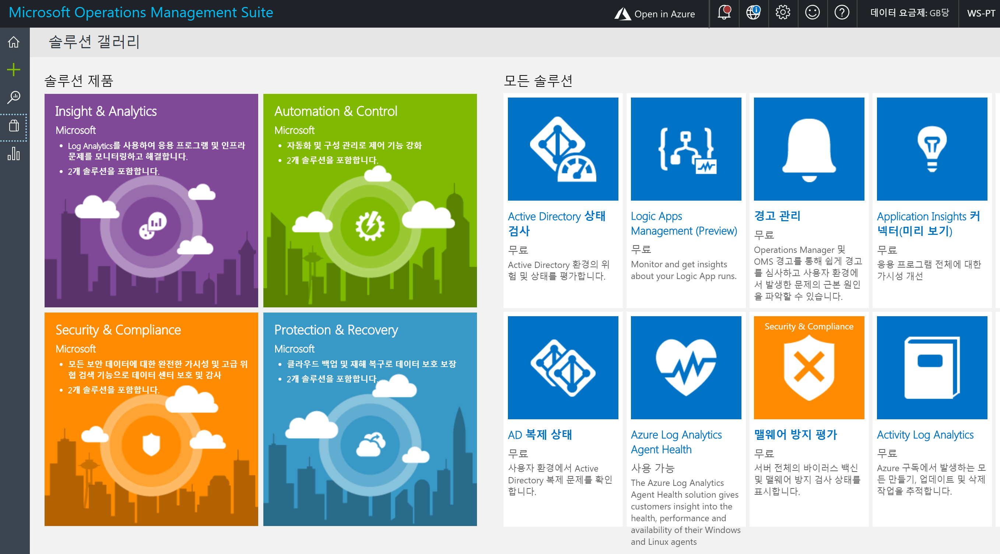 Microsoft Operations Management Suite
Open in Azure
데이터 요금제: GB당
WS-PT
솔루션 갤러리
솔루션 제품
Insight & Analytics
Microsoft
• Log Analytics를 사용하여 응용 프로그램 및 인프라
문제를 모니터링하고 해결합니다.
• 2개 솔루션을 포함합니다.
Automation & Control
Microsoft
• 자동화 및 구성 관리로 제어 기능 강화
• 2개 솔루션을 포함합니다.
Security & Compliance
Microsoft
• 모든 보안 데이터에 대한 완전한 가시성 및 고급 위
협 검색 기능으로 데이터 센터 보호 및 감사
• 2개 솔루션을 포함합니다.
Protection & Recovery
Microsoft
• 클라우드 백업 및 재해 복구로 데이터 보호 보장
• 2개 솔루션을 포함합니다.
모든 솔루션
Active Directory 상태
검사
무료
Active Directory 환경의 위
험 및 상태를 평가합니다.
Logic Apps
Management (Preview)
무료
Monitor and get insights
about your Logic App runs.
경고 관리
무료
Operations Manager 및
OMS 경고를 통해 쉽게 경고
를 심사하고 사용자 환경에
서 발생한 문제의 근본 원인
을 파악할 수 있습니다.
Application Insights 커
넥터(미리 보기)
무료
응용 프로그램 전체에 대한
가시성 개선
AD 복제 상태
무료
사용자 환경에서 Active
Directory 복제 문제를 확인
합니다.
Azure Log Analytics
Agent Health
사용 가능
The Azure Log Analytics
Agent Health solution gives
customers insight into the
health, performance and
availability of their Windows
and Linux agents
Security & Compliance
맬웨어 방지 평가
무료
서버 전체의 바이러스 백신
및 맬웨어 방지 검사 상태를
표시합니다.
Activity Log Analytics
무료
Azure 구독에서 발생하는 모
든 만들기, 업데이트 및 삭제
작업을 추적합니다.